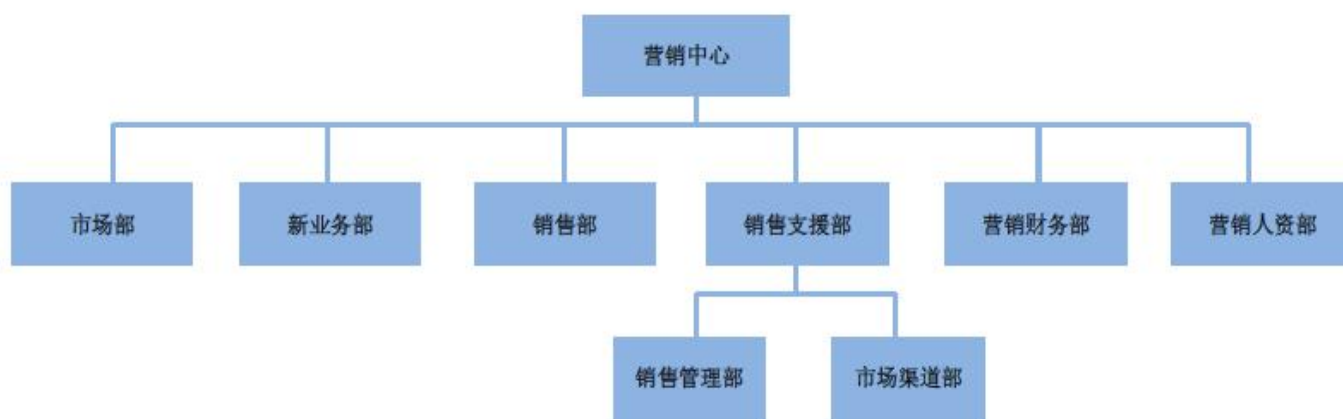 营销中心
市场部
新业务部
销售部
销售支援部
营销财务部
营销人资部
销售管理部
市场渠道部